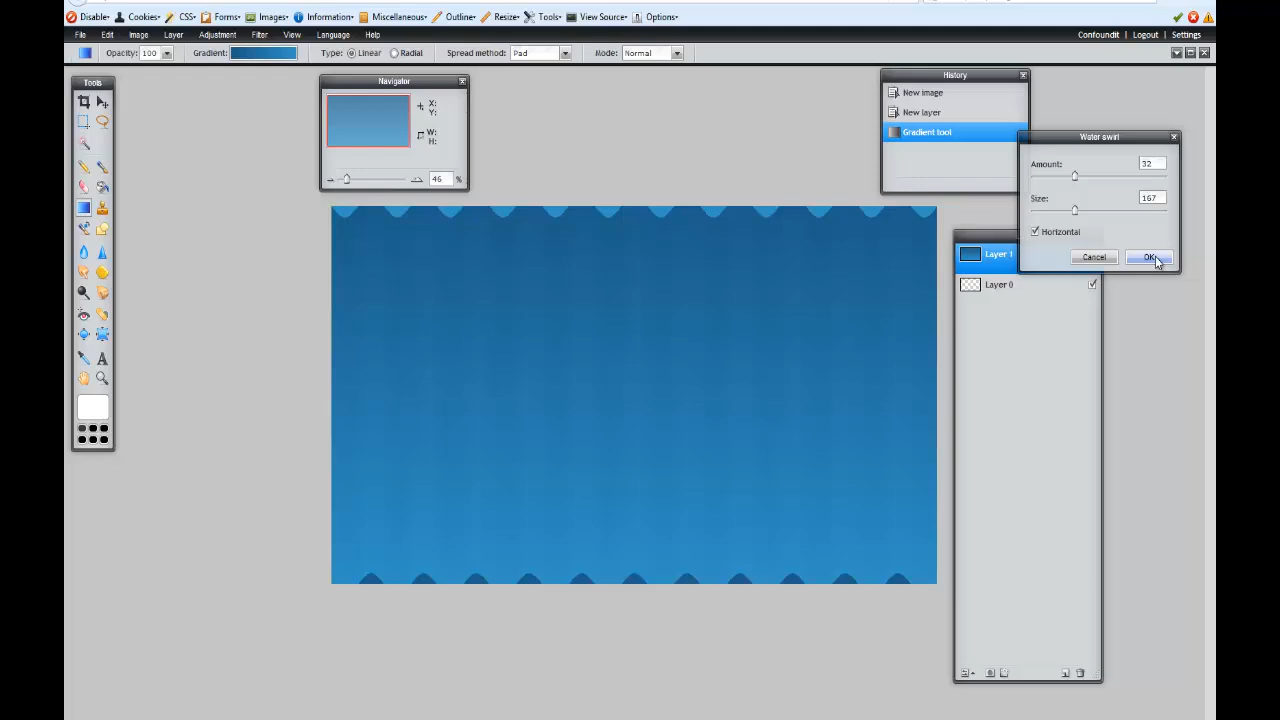 Disable Cookies CSS Forms Images Information Miscellaneous Outline Resize Tools View Source Options
File Edit Image Layer Adjustment Filter View Language Help Confoundit Logout Settings
Opacity: 100 Gradient: Type: Linear Radial Spread method: Pad Mode: Normal
Tools
Navigator
X:
Y:
W:
H:
46 %
History
New image
New layer
Gradient tool
Water swirl
Amount: 32
Size: 167
Horizontal
Cancel OK
Layer 1
Layer 0
A